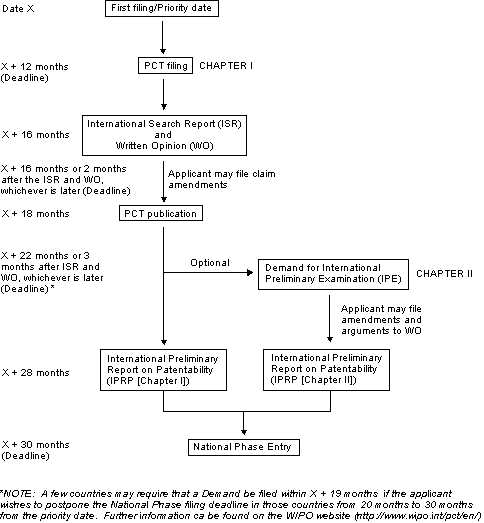 Date X
First filing/Priority date
X + 12 months
(Deadline)
PCT filing
CHAPTER I
X + 16 months
International Search Report (ISR)
and
Written Opinion (WO)
X + 16 months or 2 months
after the ISR and WO,
whichever is later (Deadline)
Applicant may file claim
amendments
X + 18 months
PCT publication
X + 22 months or 3
months after ISR and
WO, whichever is later
(Deadline)*
Optional
Demand for International
Preliminary Examination (IPE)
CHAPTER II
Applicant may file
amendments and
arguments to WO
X + 28 months
International Preliminary
Report on Patentability
(IPRP [Chapter I])
International Preliminary
Report on Patentability
(IPRP [Chapter II])
X + 30 months
(Deadline)
National Phase Entry
*NOTE: A few countries may require that a Demand be filed within X + 19 months if the applicant
wishes to postpone the National Phase filing deadline in those countries from 20 months to 30 months
from the priority date. Further information ca be found on the WIPO website (http://www.wipo.int/pct/en/)